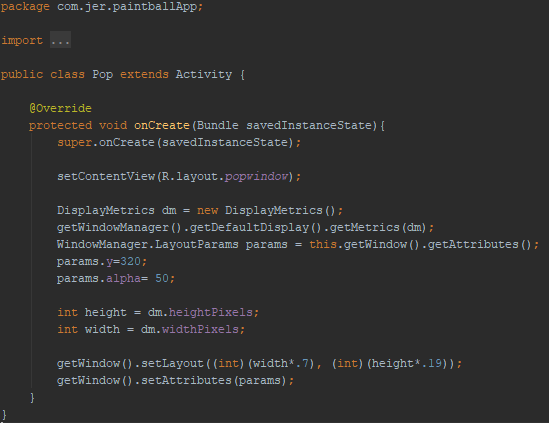 package com.jer.paintballApp;
import ...
public class Pop extends Activity {
@Override
protected void onCreate(Bundle savedInstanceState){
super.onCreate(savedInstanceState);
setContentView(R.layout.popwindow);
DisplayMetrics dm = new DisplayMetrics();
getWindowManager().getDefaultDisplay().getMetrics(dm);
WindowManager.LayoutParams params = this.getWindow().getAttributes();
params.y=320;
params.alpha= 50;
int height = dm.heightPixels;
int width = dm.widthPixels;
getWindow().setLayout((int)(width*.7), (int)(height*.19));
getWindow().setAttributes(params);
}
}